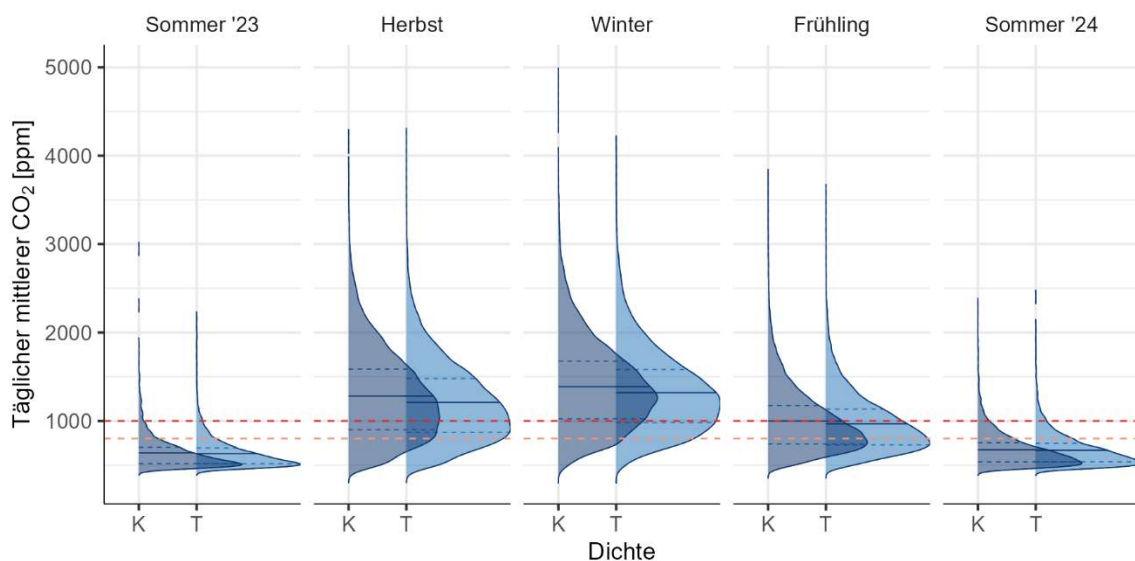 Sommer '23 Herbst Winter Frühling Sommer '24
Täglicher mittlerer CO₂ [ppm]
5000
4000
3000
2000
1000
K T K T K T K T K T
Dichte